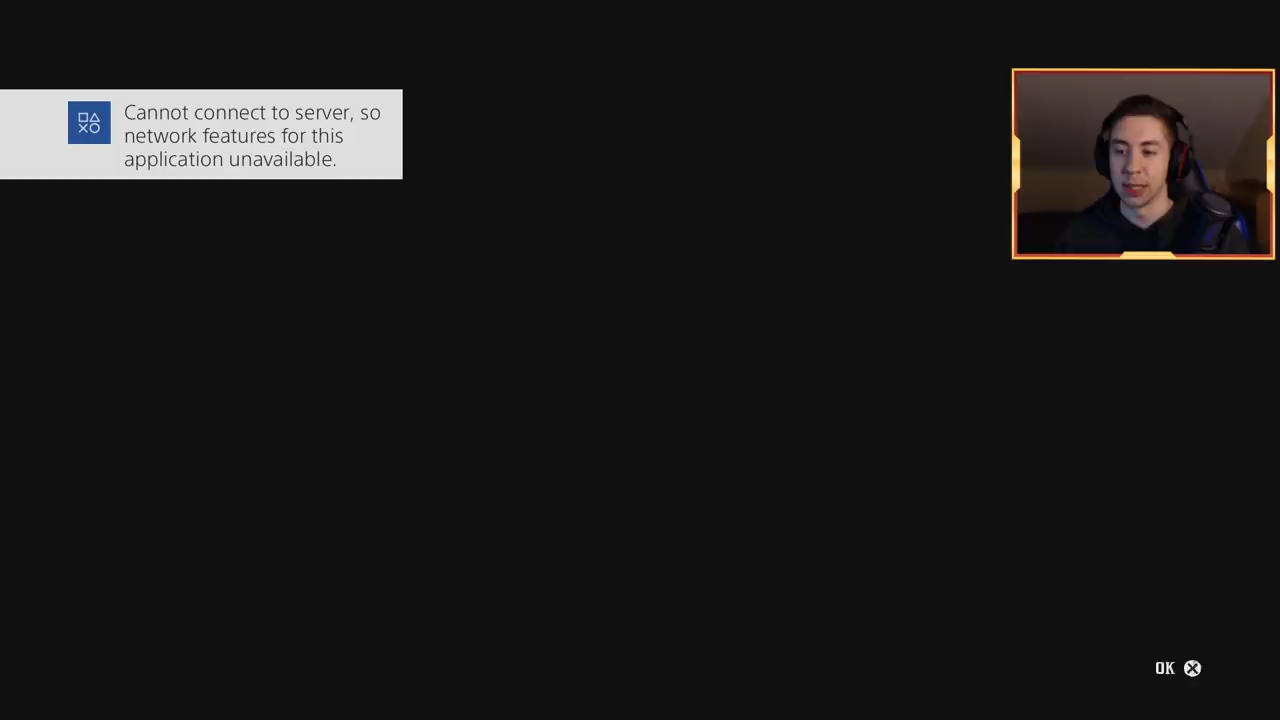 Cannot connect to server, so
network features for this
application unavailable.
OK